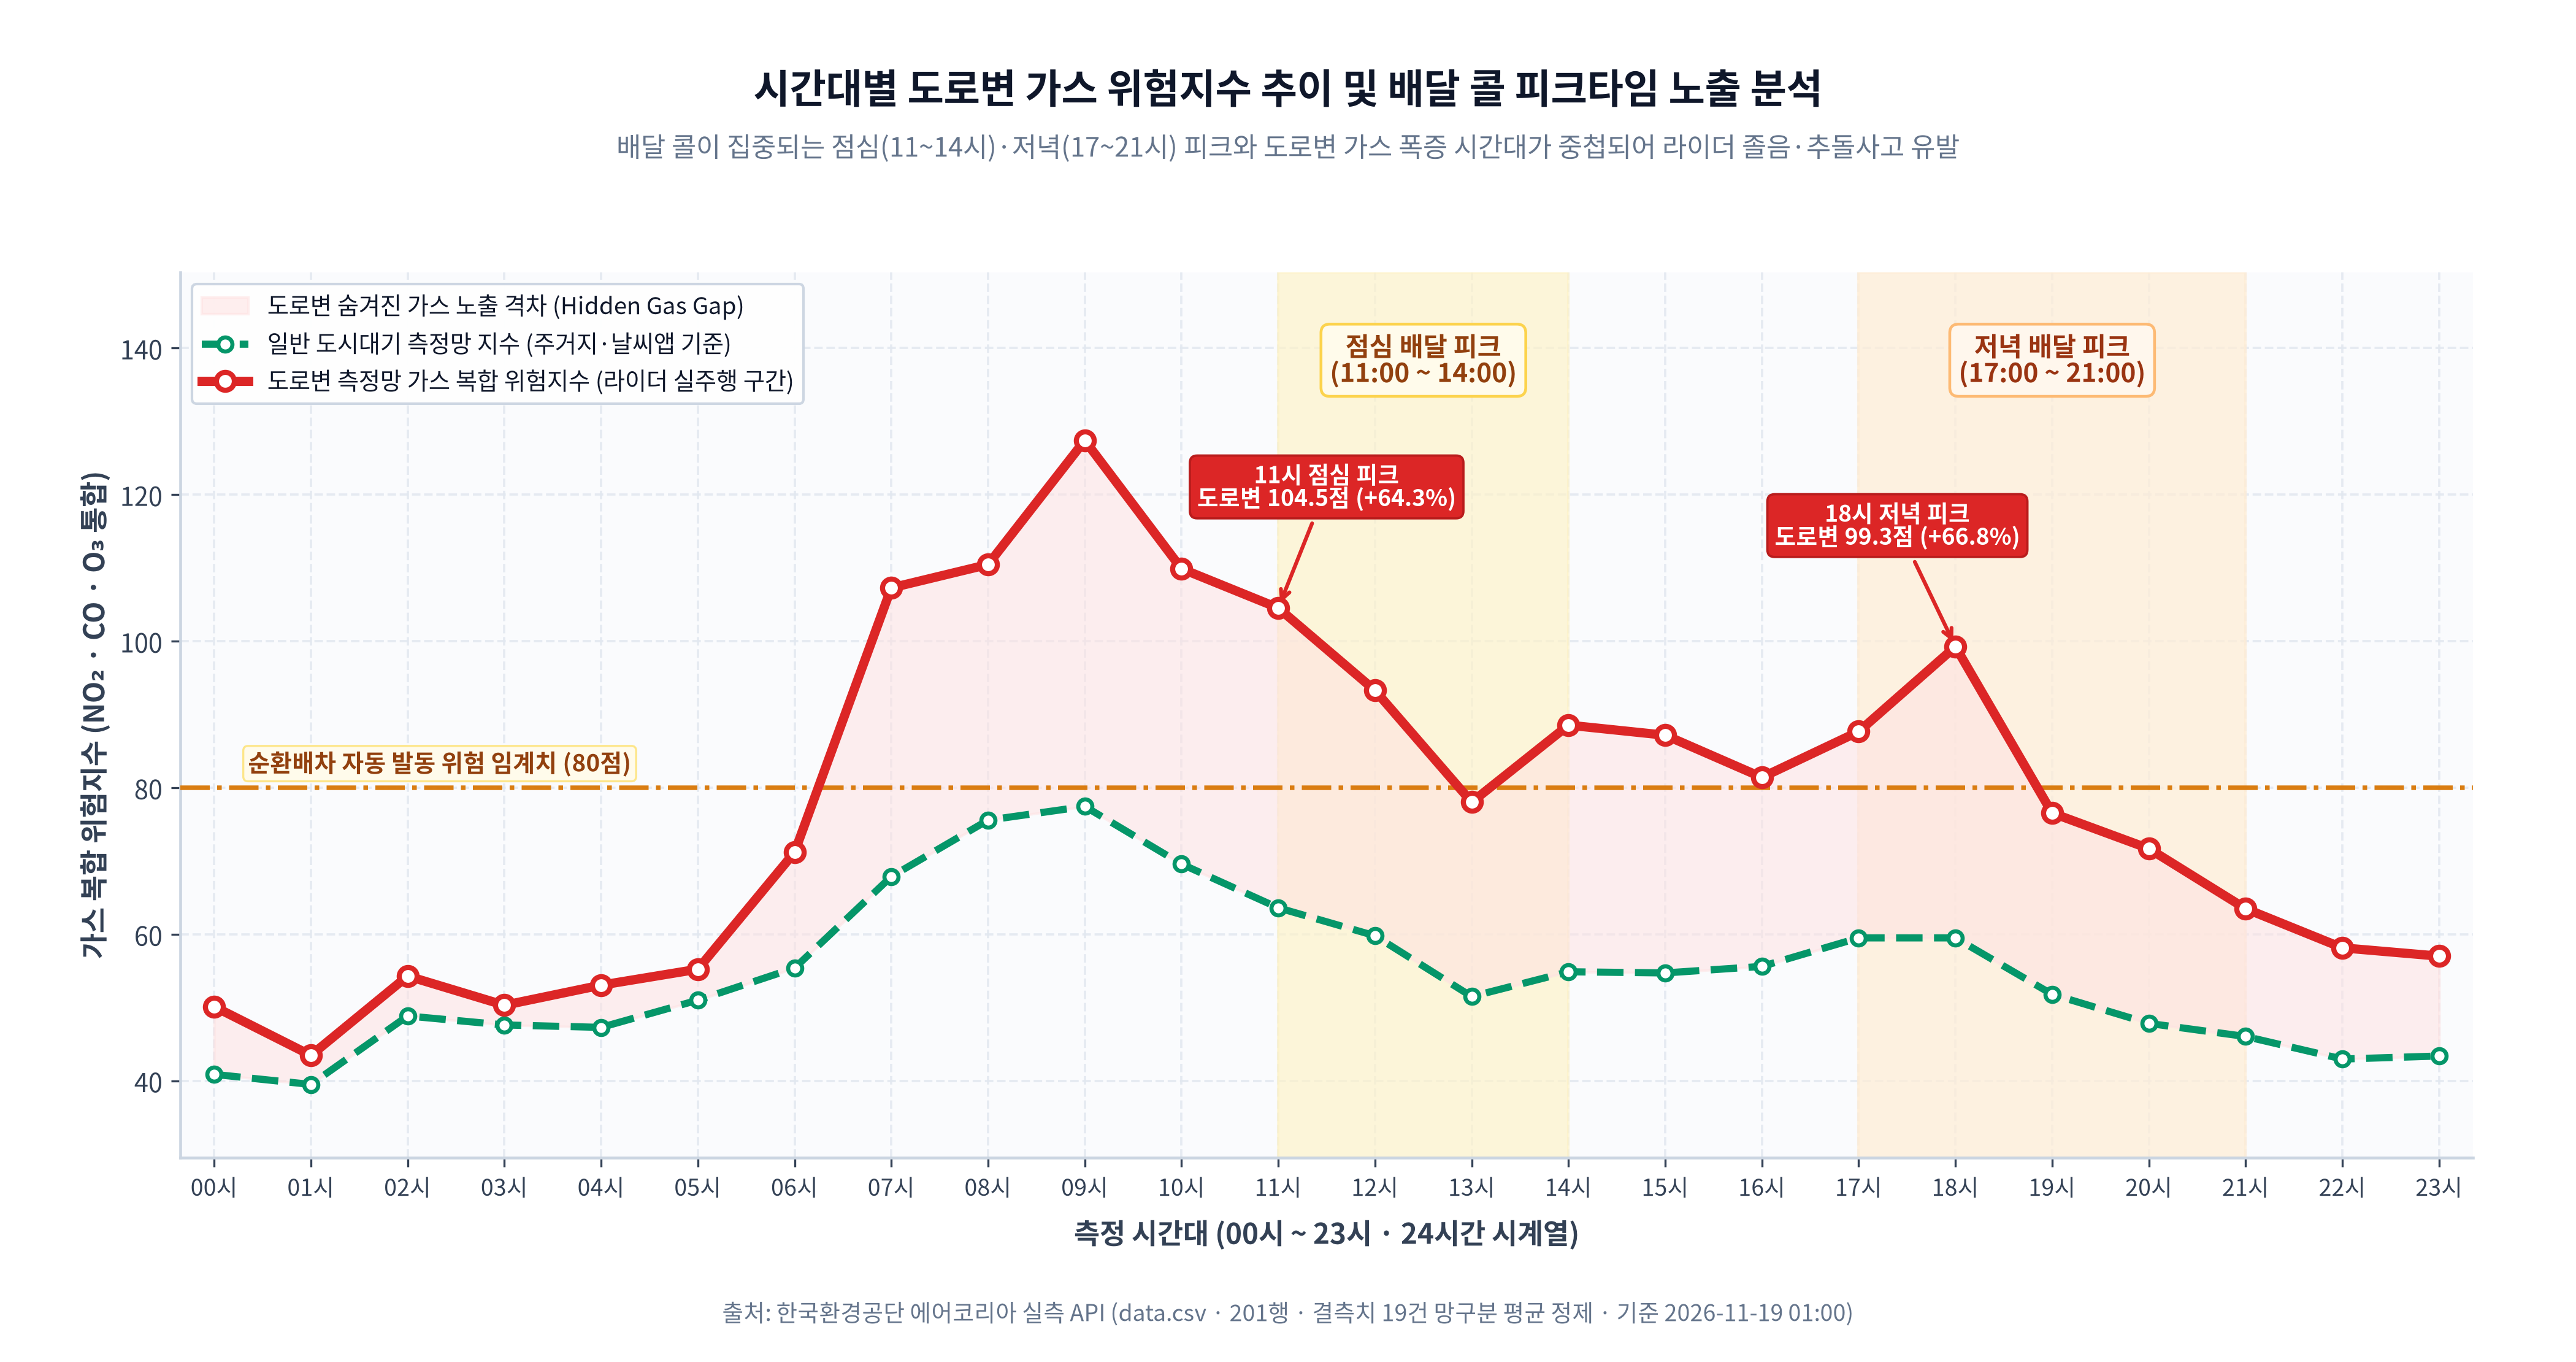 시간대별 도로변 가스 위험지수 추이 및 배달 콜 피크타임 노출 분석
배달 콜이 집중되는 점심(11~14시)·저녁(17~21시) 피크와 도로변 가스 폭증 시간대가 중첩되어 라이더 졸음·추돌사고 유발
도로변 숨겨진 가스 노출 격차 (Hidden Gas Gap)
일반 도시대기 측정망 지수 (주거지·날씨앱 기준)
도로변 측정망 가스 복합 위험지수 (라이더 실주행 구간)
점심 배달 피크
(11:00 ~ 14:00)
저녁 배달 피크
(17:00 ~ 21:00)
11시 점심 피크
도로변 104.5점 (+64.3%)
18시 저녁 피크
도로변 99.3점 (+66.8%)
순환배차 자동 발동 위험 임계치 (80점)
가스 복합 위험지수 (NO₂ · CO · O₃ 통합)
140
120
100
80
60
40
00시 01시 02시 03시 04시 05시 06시 07시 08시 09시 10시 11시 12시 13시 14시 15시 16시 17시 18시 19시 20시 21시 22시 23시
측정 시간대 (00시 ~ 23시 · 24시간 시계열)
출처: 한국환경공단 에어코리아 실측 API (data.csv · 201행 · 결측치 19건 망구분 평균 정제 · 기준 2026-11-19 01:00)